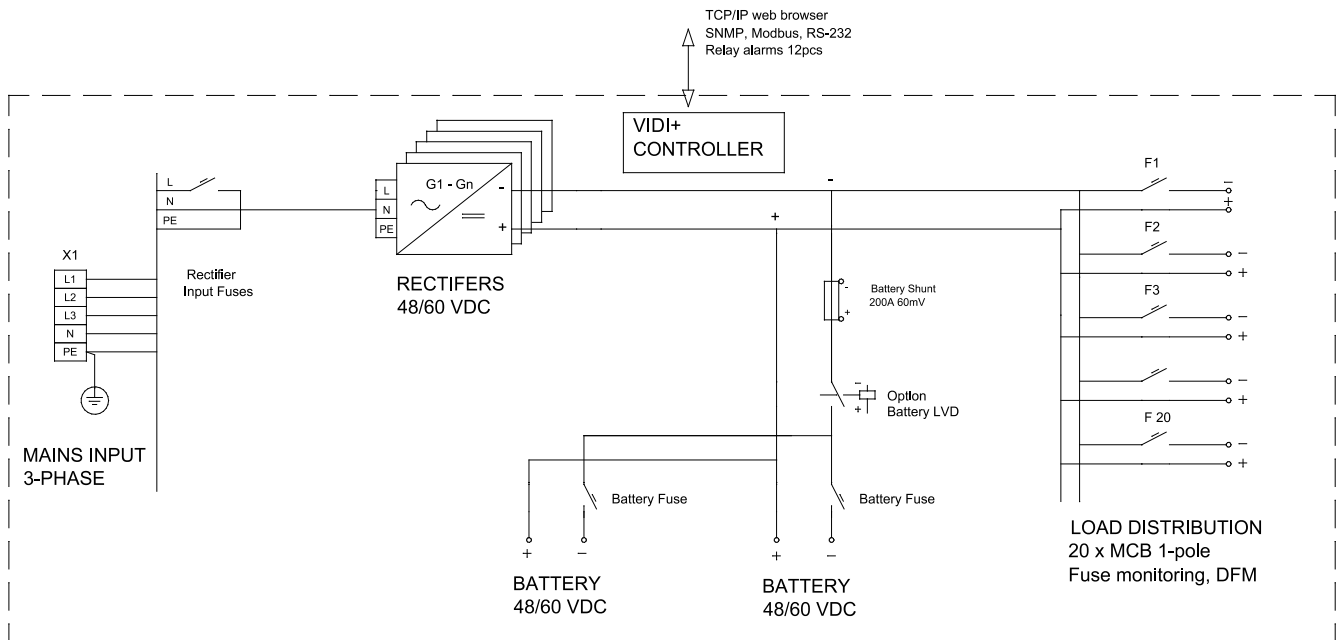 TCP/IP web browser
SNMP, Modbus, RS-232
Relay alarms 12pcs
VIDI+
CONTROLLER
L
N
PE
L
N
PE
G1 - Gn
-
+
RECTIFERS
48/60 VDC
Rectifier
Input Fuses
X1
L1
L2
L3
N
PE
MAINS INPUT
3-PHASE
-
+
Battery Shunt
200A 60mV
-
+
Option
Battery LVD
-
+
Battery Fuse
Battery Fuse
+ -
+ -
BATTERY
48/60 VDC
BATTERY
48/60 VDC
F1
-
+
F2
-
+
F3
-
+
-
+
F 20
-
+
LOAD DISTRIBUTION
20 x MCB 1-pole
Fuse monitoring, DFM